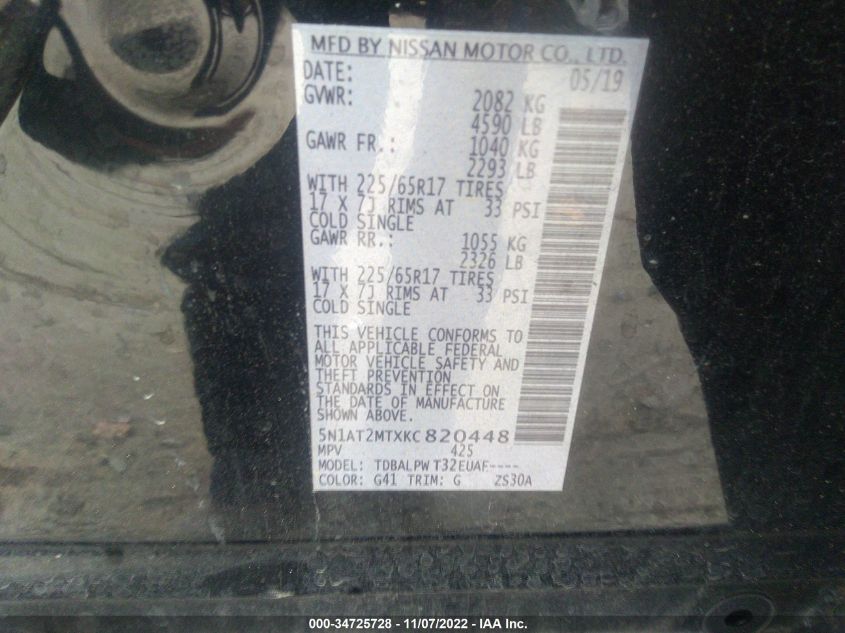 MFD BY NISSAN MOTOR CO., LTD.
DATE: 05/19
GVWR: 2082 KG
4590 LB
GAWR FR.: 1040 KG
2293 LB
WITH 225/65R17 TIRES
17 X 7J RIMS AT 33 PSI
COLD SINGLE
GAWR RR.: 1055 KG
2326 LB
WITH 225/65R17 TIRES
17 X 7J RIMS AT 33 PSI
COLD SINGLE
THIS VEHICLE CONFORMS TO
ALL APPLICABLE FEDERAL
MOTOR VEHICLE SAFETY AND
THEFT PREVENTION
STANDARDS IN EFFECT ON
THE DATE OF MANUFACTURE
SHOWN ABOVE.
5N1AT2MTXKC820448
MPV 425
MODEL: TDBALPW T32EUAF----
COLOR: G41 TRIM: G ZS30A
000-34725728 - 11/07/2022 - IAA Inc.